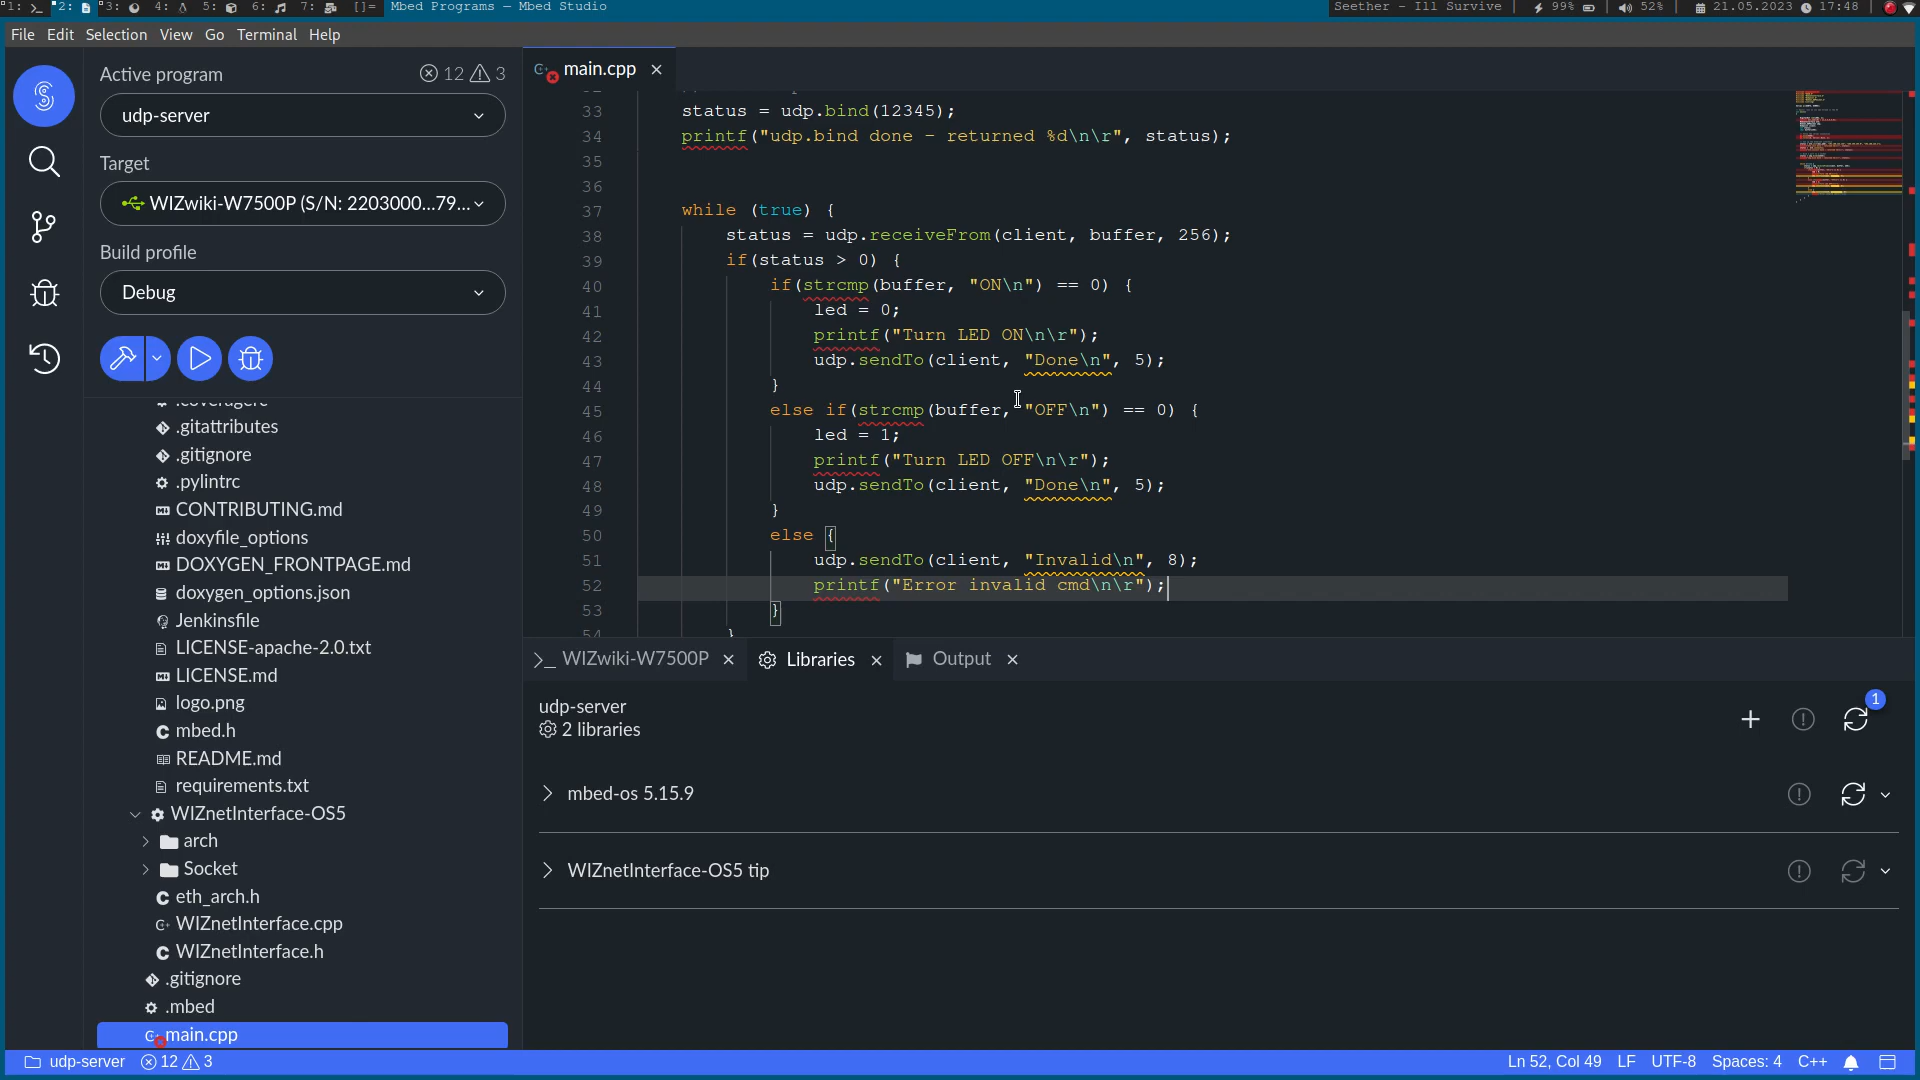 1: 2: 3: 4: 5: 6: 7: []= Mbed Programs — Mbed Studio Seether - Ill Survive | 99% | 52% | 21.05.2023 17:48 |
File Edit Selection View Go Terminal Help
Active program 12 3
udp-server
Target
WIZwiki-W7500P (S/N: 2203000...79...
Build profile
Debug
.coveragerc
.gitattributes
.gitignore
.pylintrc
CONTRIBUTING.md
doxyfile_options
DOXYGEN_FRONTPAGE.md
doxygen_options.json
Jenkinsfile
LICENSE-apache-2.0.txt
LICENSE.md
logo.png
mbed.h
README.md
requirements.txt
WIZnetInterface-OS5
arch
Socket
eth_arch.h
WIZnetInterface.cpp
WIZnetInterface.h
.gitignore
.mbed
main.cpp
main.cpp
33 status = udp.bind(12345);
34 printf("udp.bind done - returned %d\n\r", status);
35
36
37 while (true) {
38 status = udp.receiveFrom(client, buffer, 256);
39 if(status > 0) {
40 if(strcmp(buffer, "ON\n") == 0) {
41 led = 0;
42 printf("Turn LED ON\n\r");
43 udp.sendTo(client, "Done\n", 5);
44 }
45 else if(strcmp(buffer, "OFF\n") == 0) {
46 led = 1;
47 printf("Turn LED OFF\n\r");
48 udp.sendTo(client, "Done\n", 5);
49 }
50 else {
51 udp.sendTo(client, "Invalid\n", 8);
52 printf("Error invalid cmd\n\r");
53 }
54 }
WIZwiki-W7500P Libraries Output
udp-server
2 libraries
1
mbed-os 5.15.9
WIZnetInterface-OS5 tip
udp-server 12 3 Ln 52, Col 49 LF UTF-8 Spaces: 4 C++